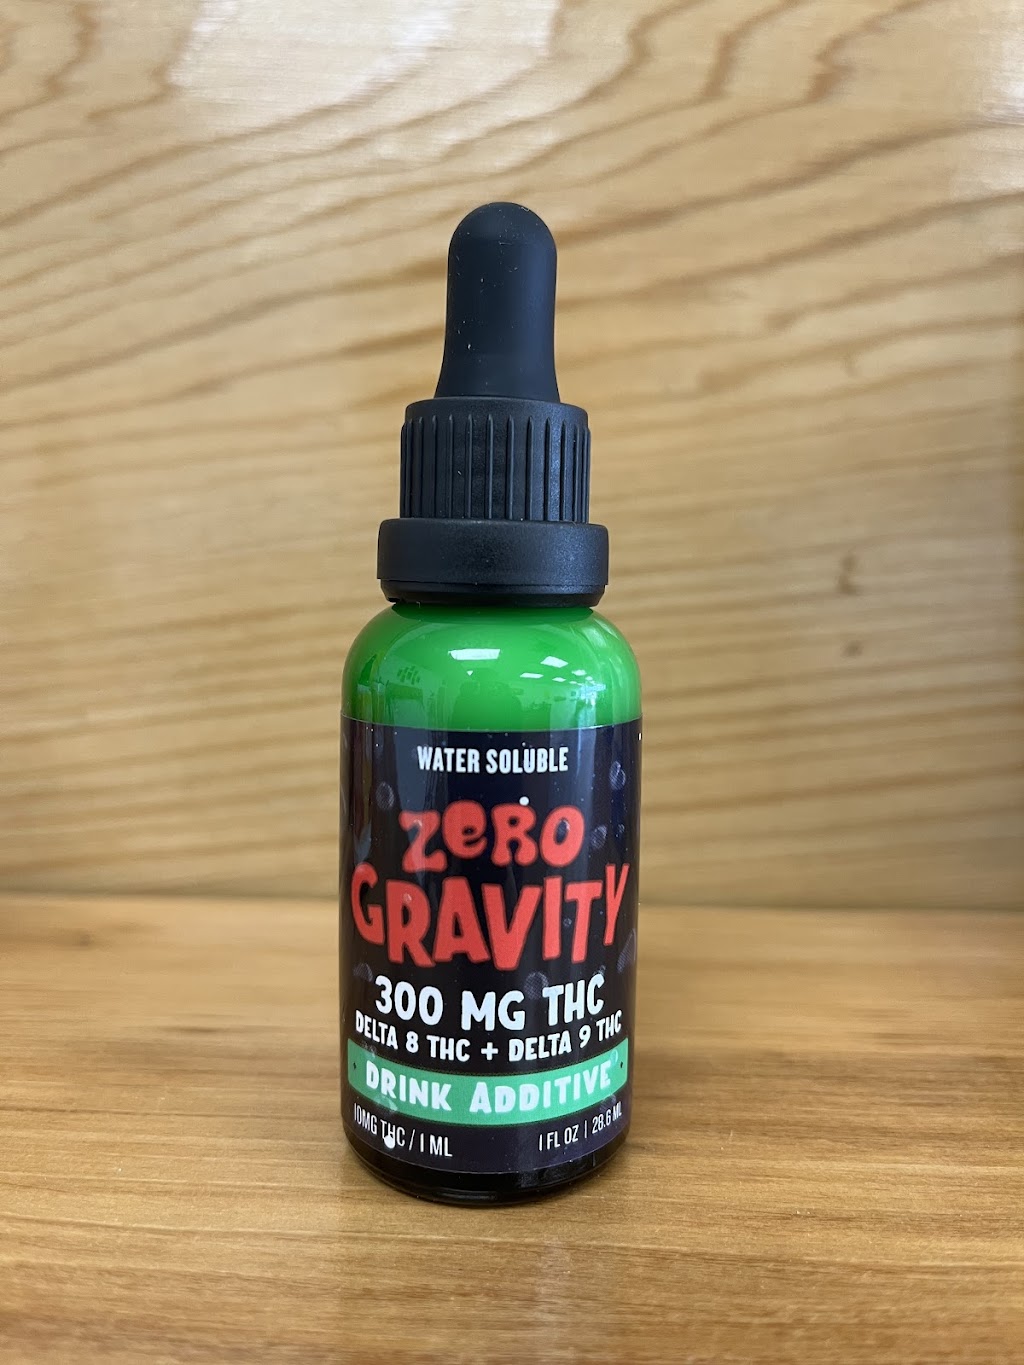 WATER SOLUBLE
ZeRO
GRAVITY
300 MG THC
DELTA 8 THC + DELTA 9 THC
DRINK ADDITIVE
10MG THC / 1 ML
1 FL OZ | 28.6 ML